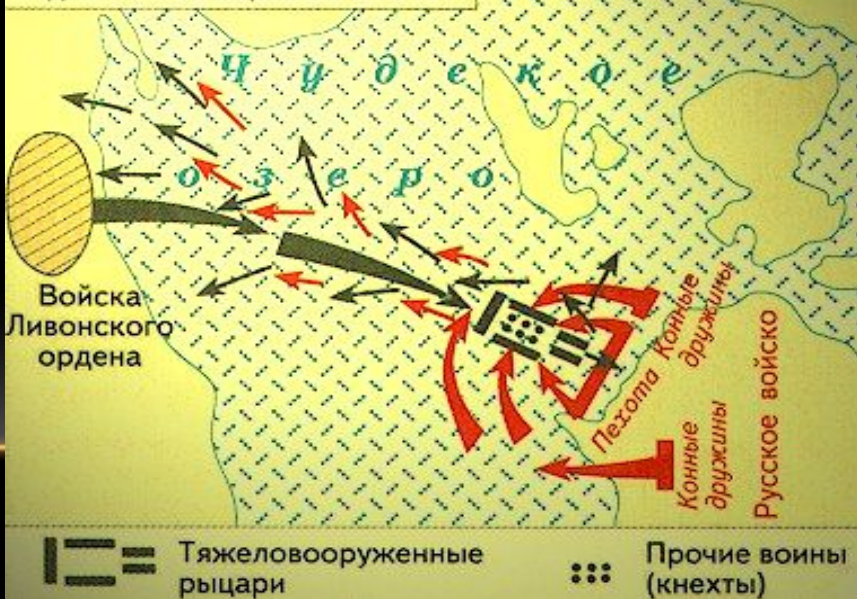 Чудское
озеро
Войска
Ливонского
ордена
Пехота
Конные
дружины
Конные
дружины
Русское войско
Тяжеловооруженные
рыцари
Прочие воины
(кнехты)